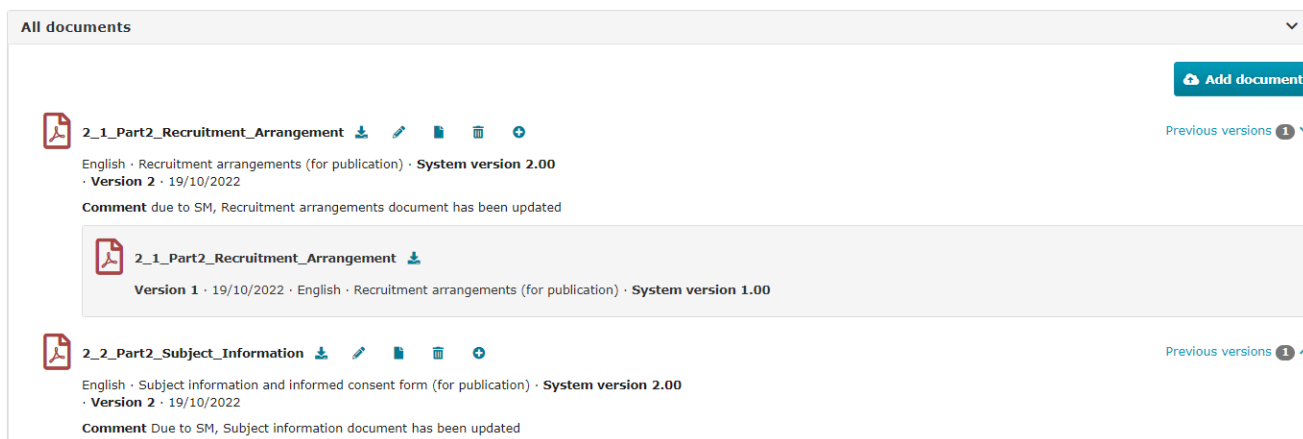 All documents
Add document
2_1_Part2_Recruitment_Arrangement
Previous versions 1
English · Recruitment arrangements (for publication) · System version 2.00
· Version 2 · 19/10/2022
Comment due to SM, Recruitment arrangements document has been updated
2_1_Part2_Recruitment_Arrangement
Version 1 · 19/10/2022 · English · Recruitment arrangements (for publication) · System version 1.00
2_2_Part2_Subject_Information
Previous versions 1
English · Subject information and informed consent form (for publication) · System version 2.00
· Version 2 · 19/10/2022
Comment Due to SM, Subject information document has been updated